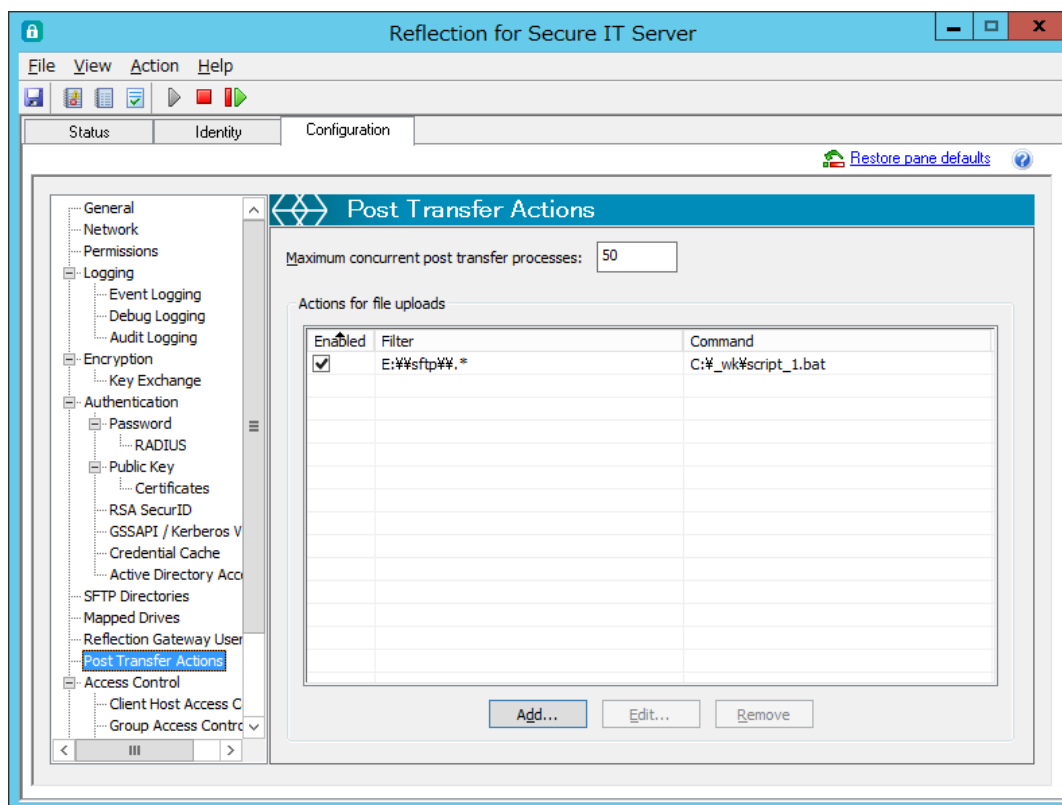 Reflection for Secure IT Server
File View Action Help
Status Identity Configuration
Restore pane defaults
General
Network
Permissions
Logging
Event Logging
Debug Logging
Audit Logging
Encryption
Key Exchange
Authentication
Password
RADIUS
Public Key
Certificates
RSA SecurID
GSSAPI / Kerberos V
Credential Cache
Active Directory Acce
SFTP Directories
Mapped Drives
Reflection Gateway User
Post Transfer Actions
Access Control
Client Host Access C
Group Access Contro
Post Transfer Actions
Maximum concurrent post transfer processes: 50
Actions for file uploads
Enabled Filter Command
E:¥¥sftp¥¥.* C:¥_wk¥script_1.bat
Add... Edit... Remove